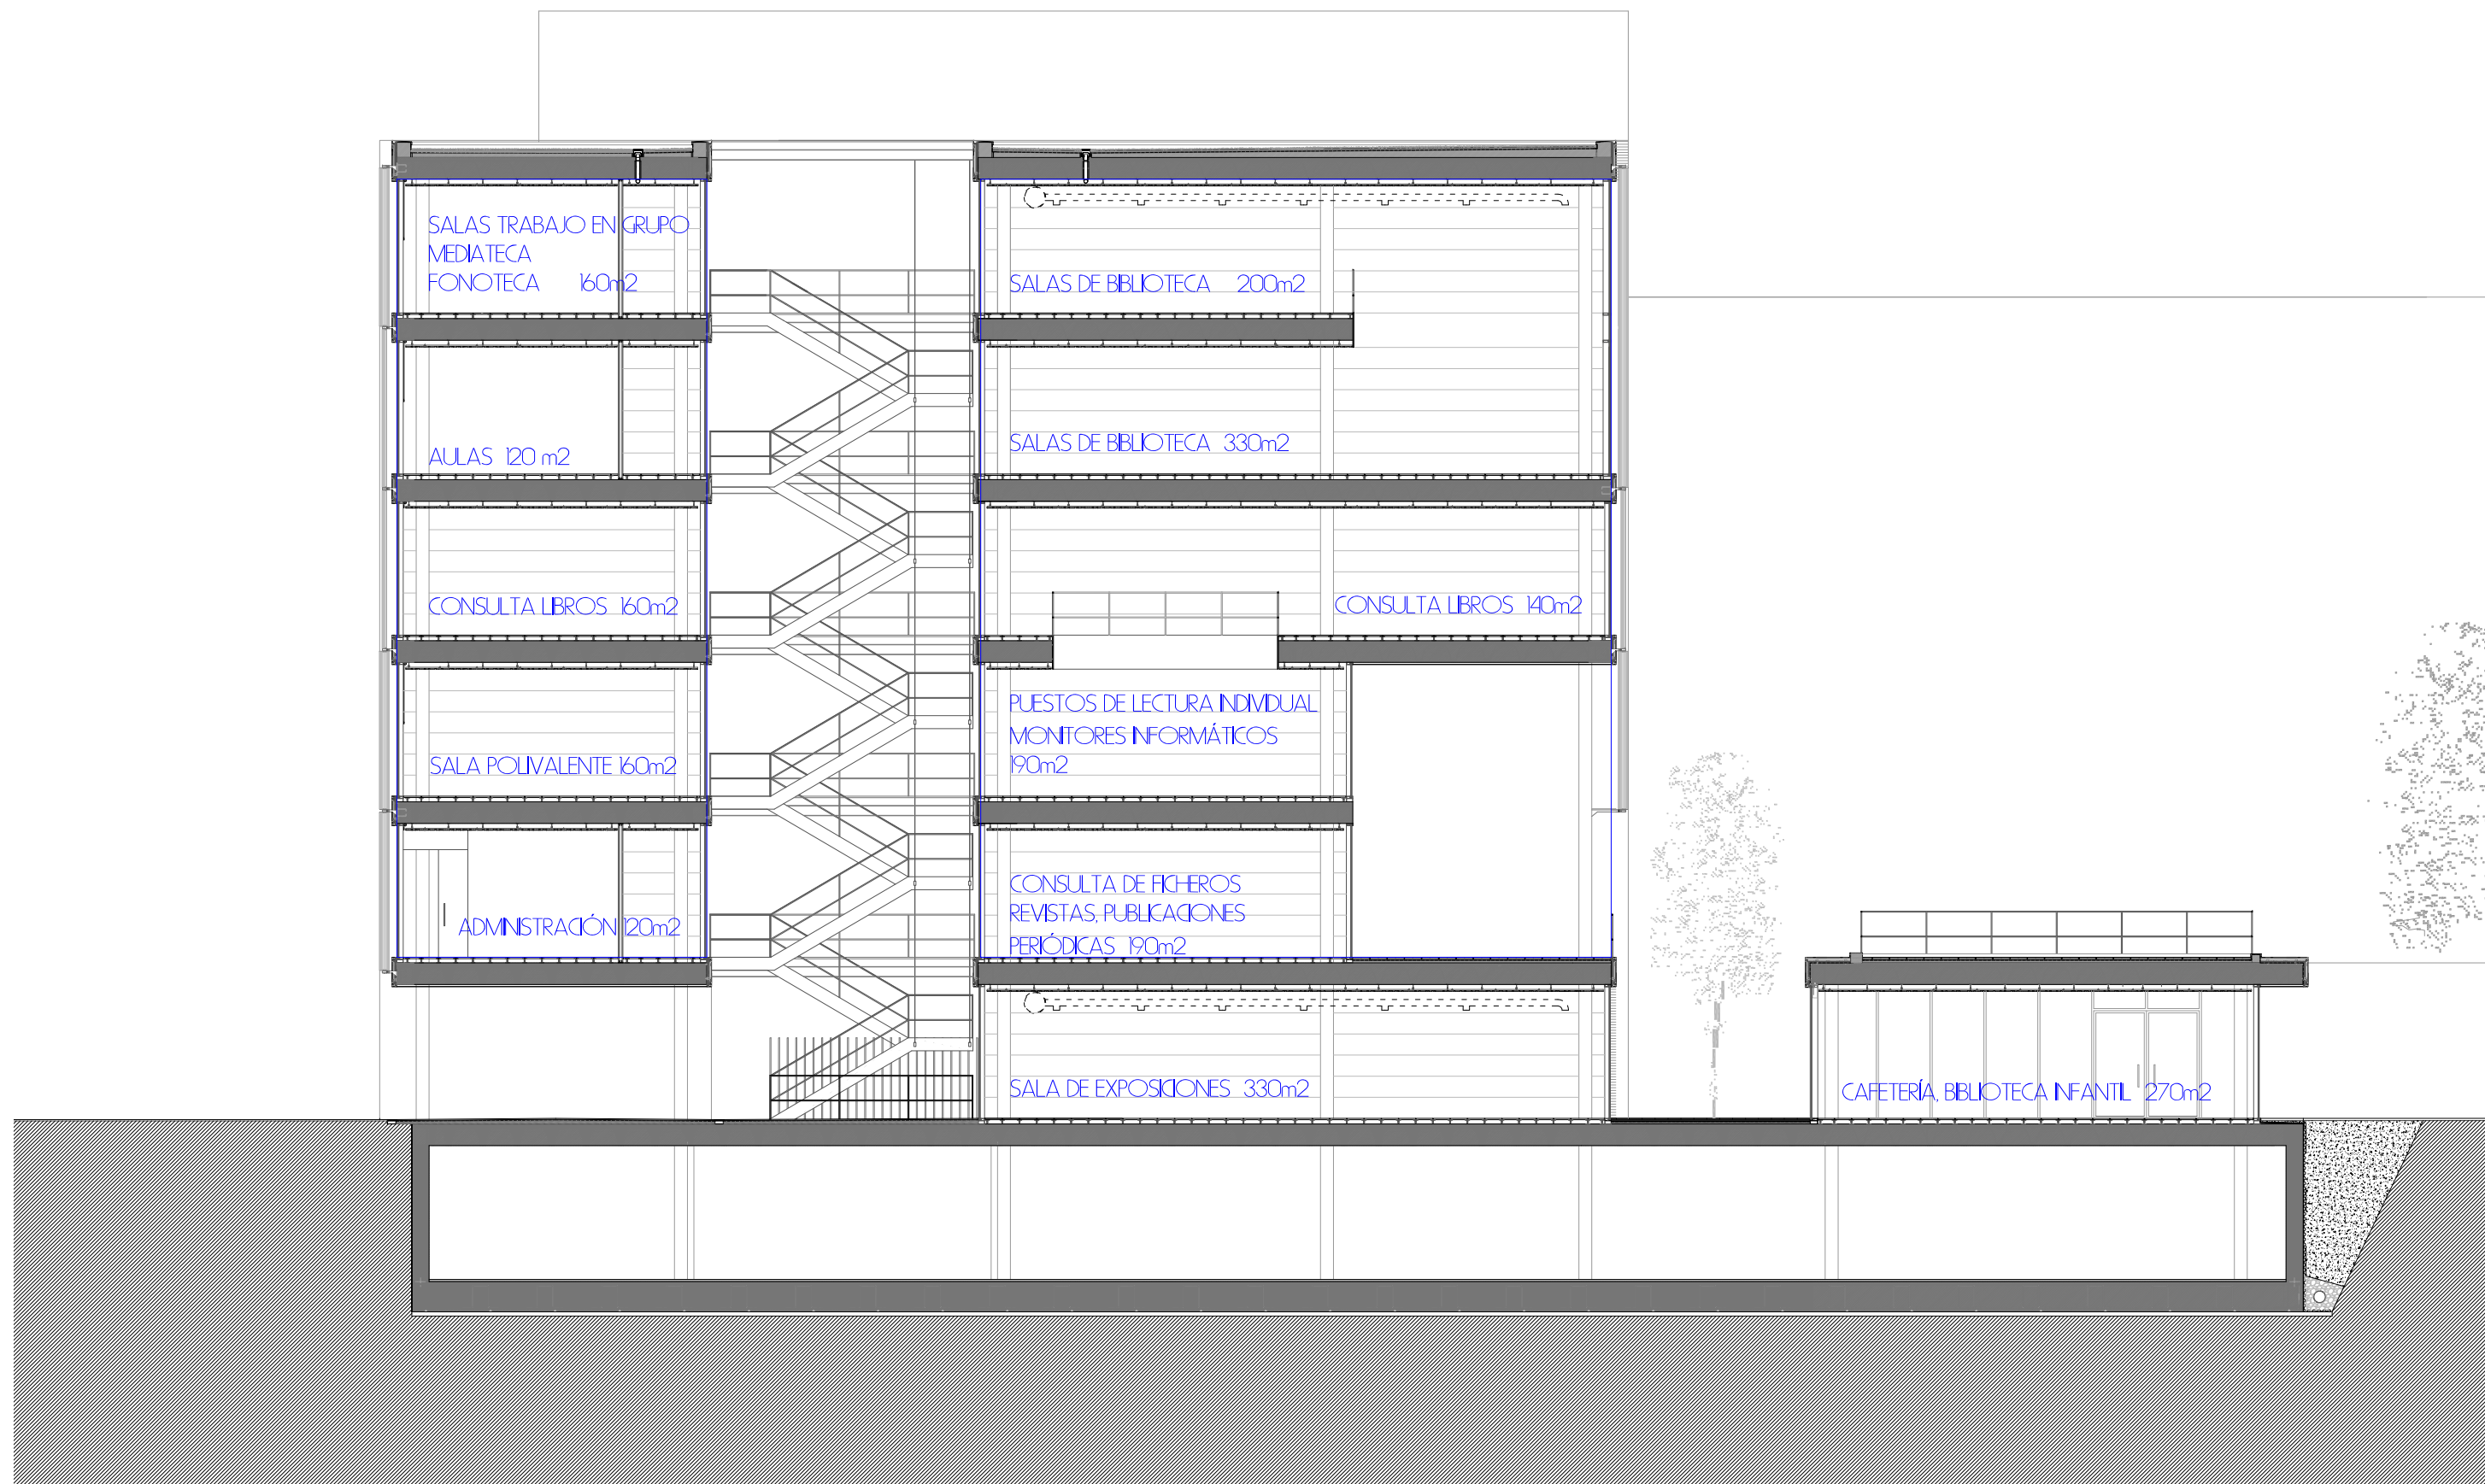 SALAS TRABAJO EN GRUPO
MEDIATECA
FONOTECA 160m2
SALAS DE BIBLIOTECA 200m2
AULAS 120 m2
SALAS DE BIBLIOTECA 330m2
CONSULTA LIBROS 160m2
CONSULTA LIBROS 140m2
SALA POLIVALENTE 160m2
PUESTOS DE LECTURA INDIVIDUAL
MONITORES INFORMÁTICOS
190m2
ADMINISTRACIÓN 120m2
CONSULTA DE FICHEROS
REVISTAS, PUBLICACIONES
PERIÓDICAS 190m2
SALA DE EXPOSICIONES 330m2
CAFETERÍA, BIBLIOTECA INFANTIL 270m2